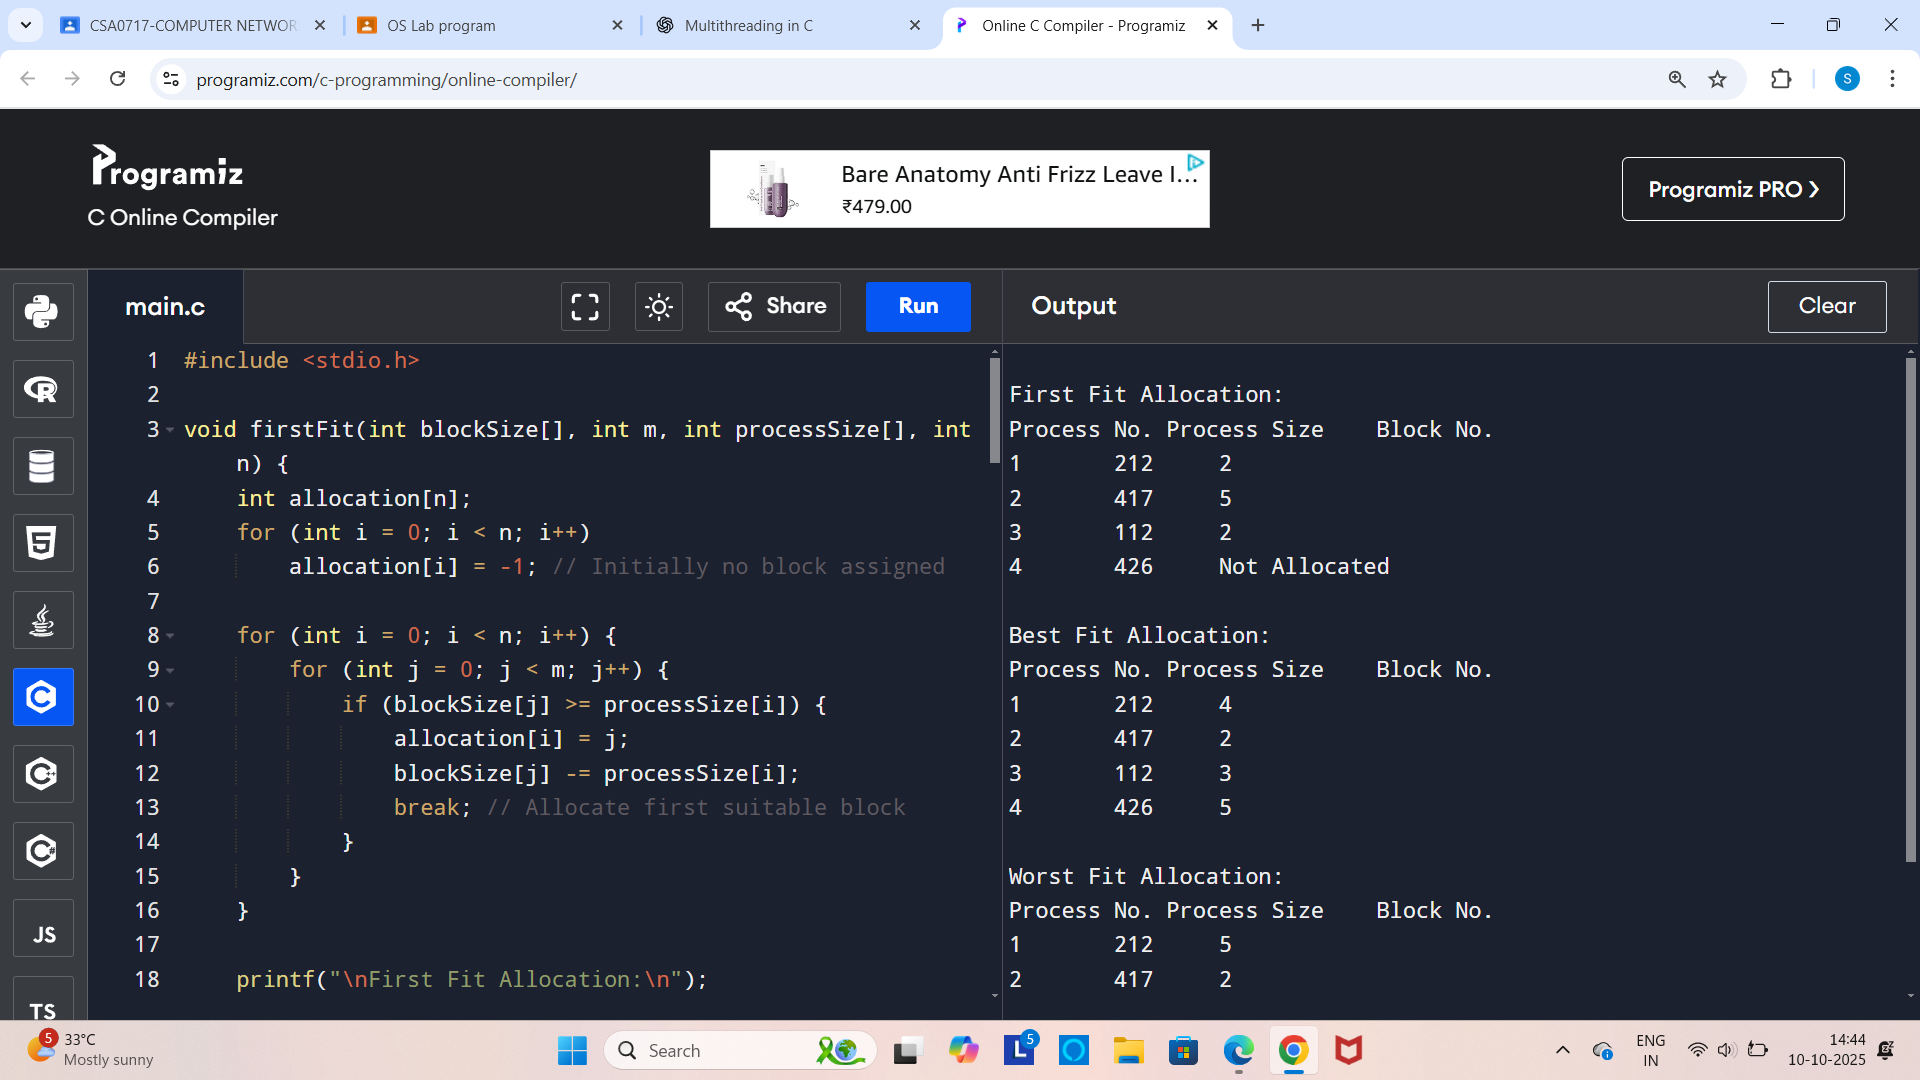 CSA0717-COMPUTER NETWOR
OS Lab program
Multithreading in C
Online C Compiler - Programiz
programiz.com/c-programming/online-compiler/
S
Programiz
C Online Compiler
Bare Anatomy Anti Frizz Leave I...
₹479.00
Programiz PRO ❯
main.c
Share
Run
Output
Clear
1 #include <stdio.h>
2
3 void firstFit(int blockSize[], int m, int processSize[], int
n) {
4 int allocation[n];
5 for (int i = 0; i < n; i++)
6 allocation[i] = -1; // Initially no block assigned
7
8 for (int i = 0; i < n; i++) {
9 for (int j = 0; j < m; j++) {
10 if (blockSize[j] >= processSize[i]) {
11 allocation[i] = j;
12 blockSize[j] -= processSize[i];
13 break; // Allocate first suitable block
14 }
15 }
16 }
17
18 printf("\nFirst Fit Allocation:\n");
First Fit Allocation:
Process No. Process Size Block No.
1 212 2
2 417 5
3 112 2
4 426 Not Allocated
Best Fit Allocation:
Process No. Process Size Block No.
1 212 4
2 417 2
3 112 3
4 426 5
Worst Fit Allocation:
Process No. Process Size Block No.
1 212 5
2 417 2
R
5
C
C++
C#
JS
TS
5
33°C
Mostly sunny
Search
L
5
ENG
IN
14:44
10-10-2025